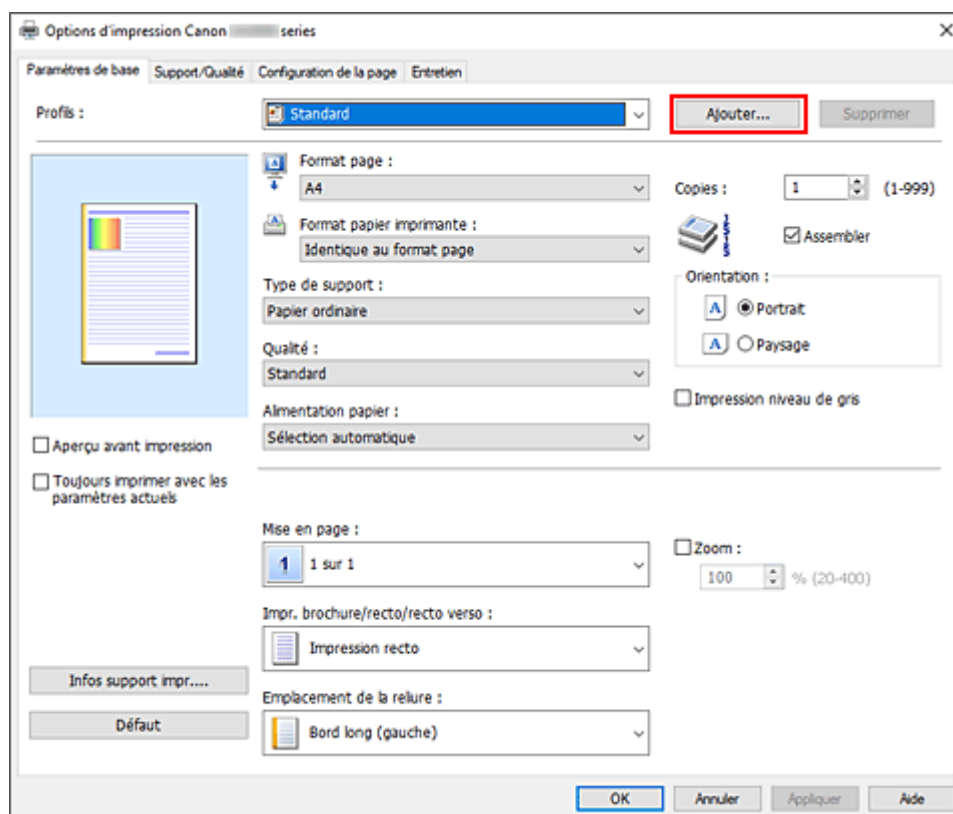 Options d'impression Canon series
Paramètres de base Support/Qualité Configuration de la page Entretien
Profils : Standard Ajouter... Supprimer
Format page :
A4
Copies : 1 (1-999)
Format papier imprimante :
Identique au format page
Assembler
Type de support :
Papier ordinaire
Orientation :
Portrait
Paysage
Qualité :
Standard
Impression niveau de gris
Alimentation papier :
Sélection automatique
Aperçu avant impression
Toujours imprimer avec les
paramètres actuels
Mise en page :
1 1 sur 1
Zoom :
100 % (20-400)
Impr. brochure/recto/recto verso :
Impression recto
Infos support impr....
Emplacement de la reliure :
Défaut
Bord long (gauche)
OK Annuler Appliquer Aide